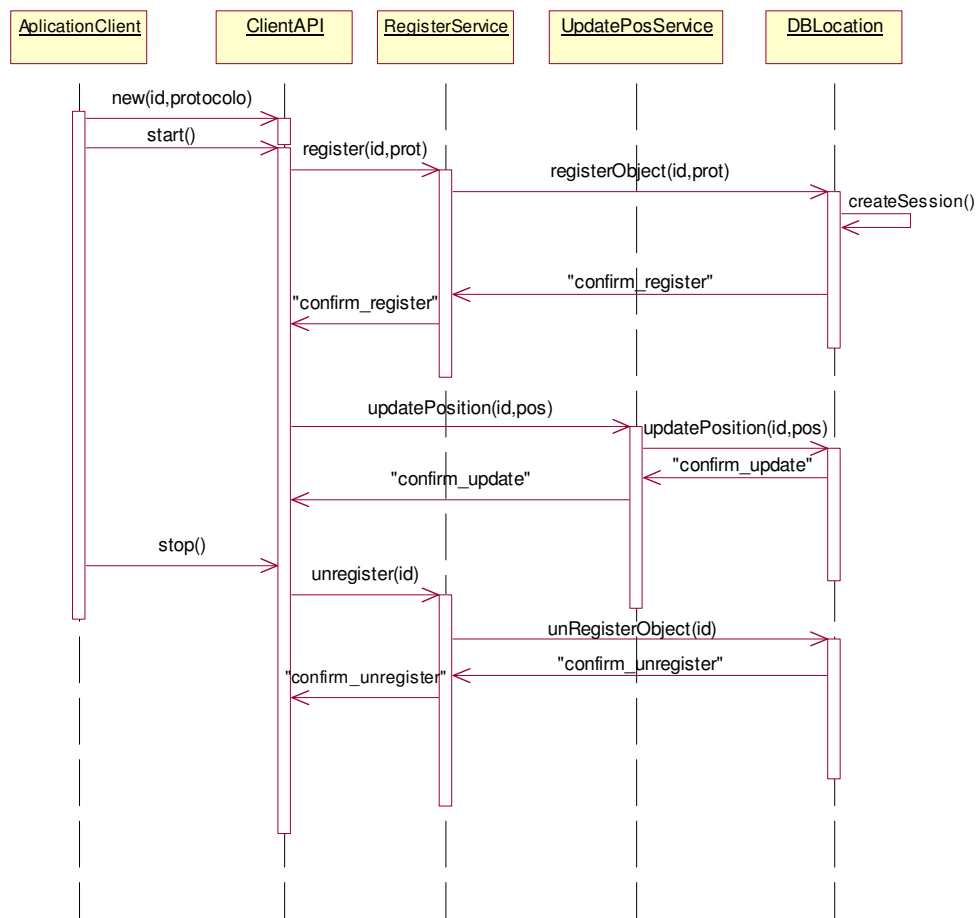 AplicationClient
ClientAPI
RegisterService
UpdatePosService
DBLocation
new(id,protocolo)
start()
register(id,prot)
registerObject(id,prot)
createSession()
"confirm_register"
"confirm_register"
updatePosition(id,pos)
updatePosition(id,pos)
"confirm_update"
"confirm_update"
stop()
unregister(id)
unRegisterObject(id)
"confirm_unregister"
"confirm_unregister"